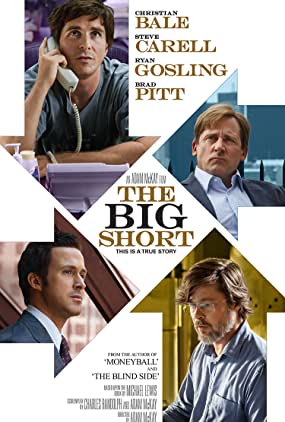 CHRISTIAN
BALE
STEVE
CARELL
RYAN
GOSLING
BRAD
PITT
AN ADAM McKAY FILM
THE
BIG
SHORT
THIS IS A TRUE STORY
FROM THE AUTHOR OF
'MONEYBALL'
AND
'THE BLIND SIDE'
BASED UPON THE
BOOK BY MICHAEL LEWIS
SCREENPLAY
BY CHARLES RANDOLPH AND ADAM McKAY
DIRECTED
BY ADAM McKAY